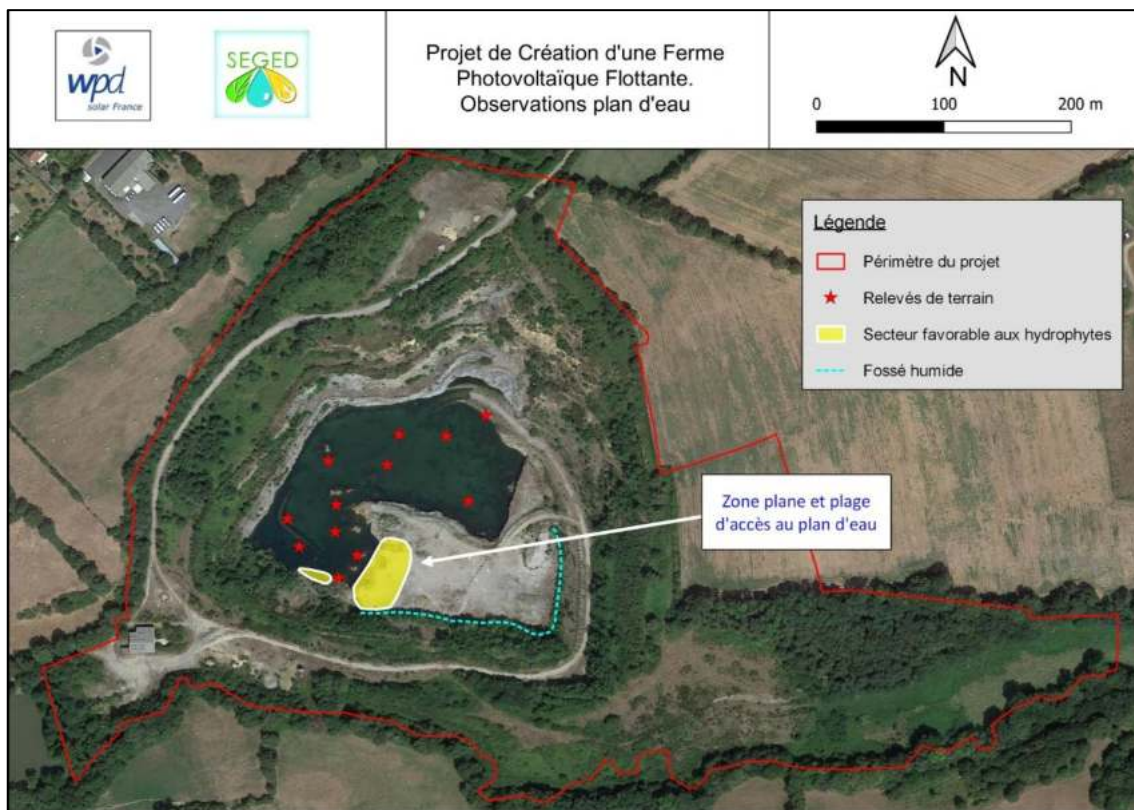 wpd
solar France
SEGED
Projet de Création d'une Ferme
Photovoltaïque Flottante.
Observations plan d'eau
N
0 100 200 m
Légende
Périmètre du projet
Relevés de terrain
Secteur favorable aux hydrophytes
Fossé humide
Zone plane et plage
d'accès au plan d'eau